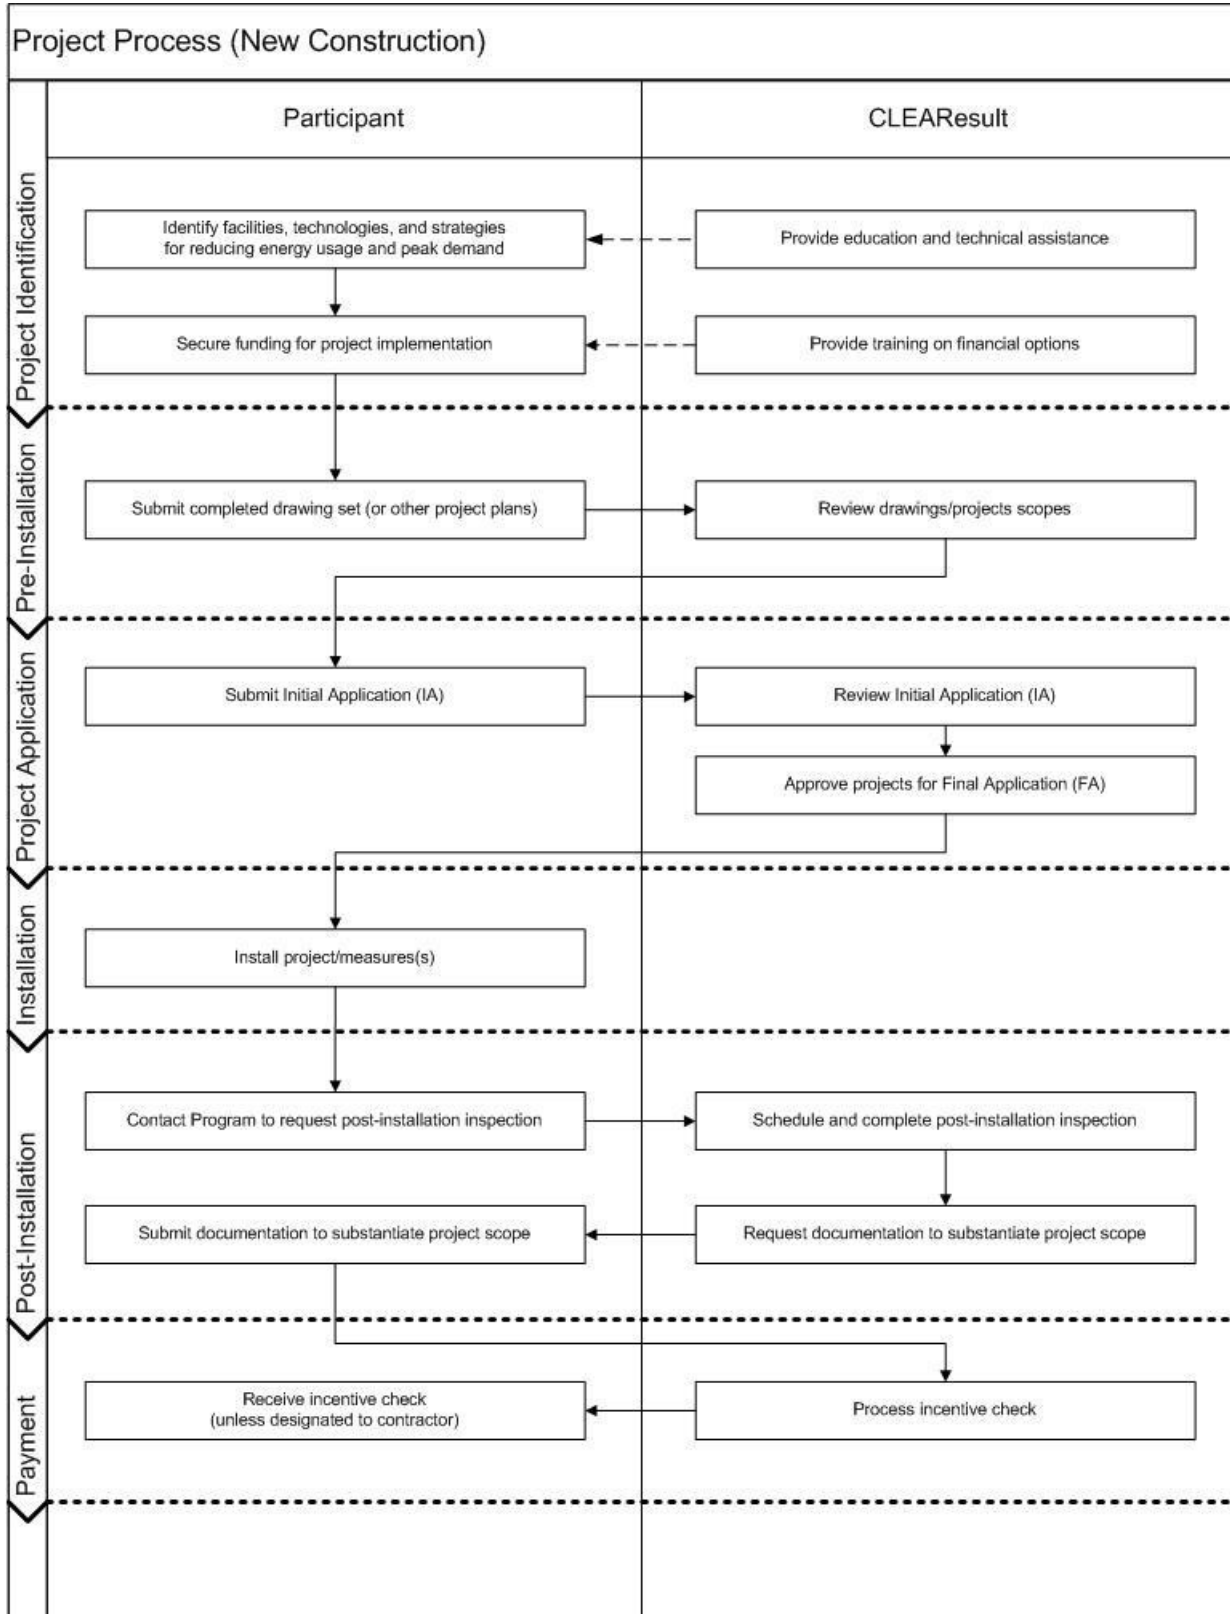 Project Process (New Construction)
Participant
CLEAResult
Project Identification
Identify facilities, technologies, and strategies
for reducing energy usage and peak demand
Provide education and technical assistance
Secure funding for project implementation
Provide training on financial options
Pre-Installation
Submit completed drawing set (or other project plans)
Review drawings/projects scopes
Project Application
Submit Initial Application (IA)
Review Initial Application (IA)
Approve projects for Final Application (FA)
Installation
Install project/measures(s)
Post-Installation
Contact Program to request post-installation inspection
Schedule and complete post-installation inspection
Submit documentation to substantiate project scope
Request documentation to substantiate project scope
Payment
Receive incentive check
(unless designated to contractor)
Process incentive check